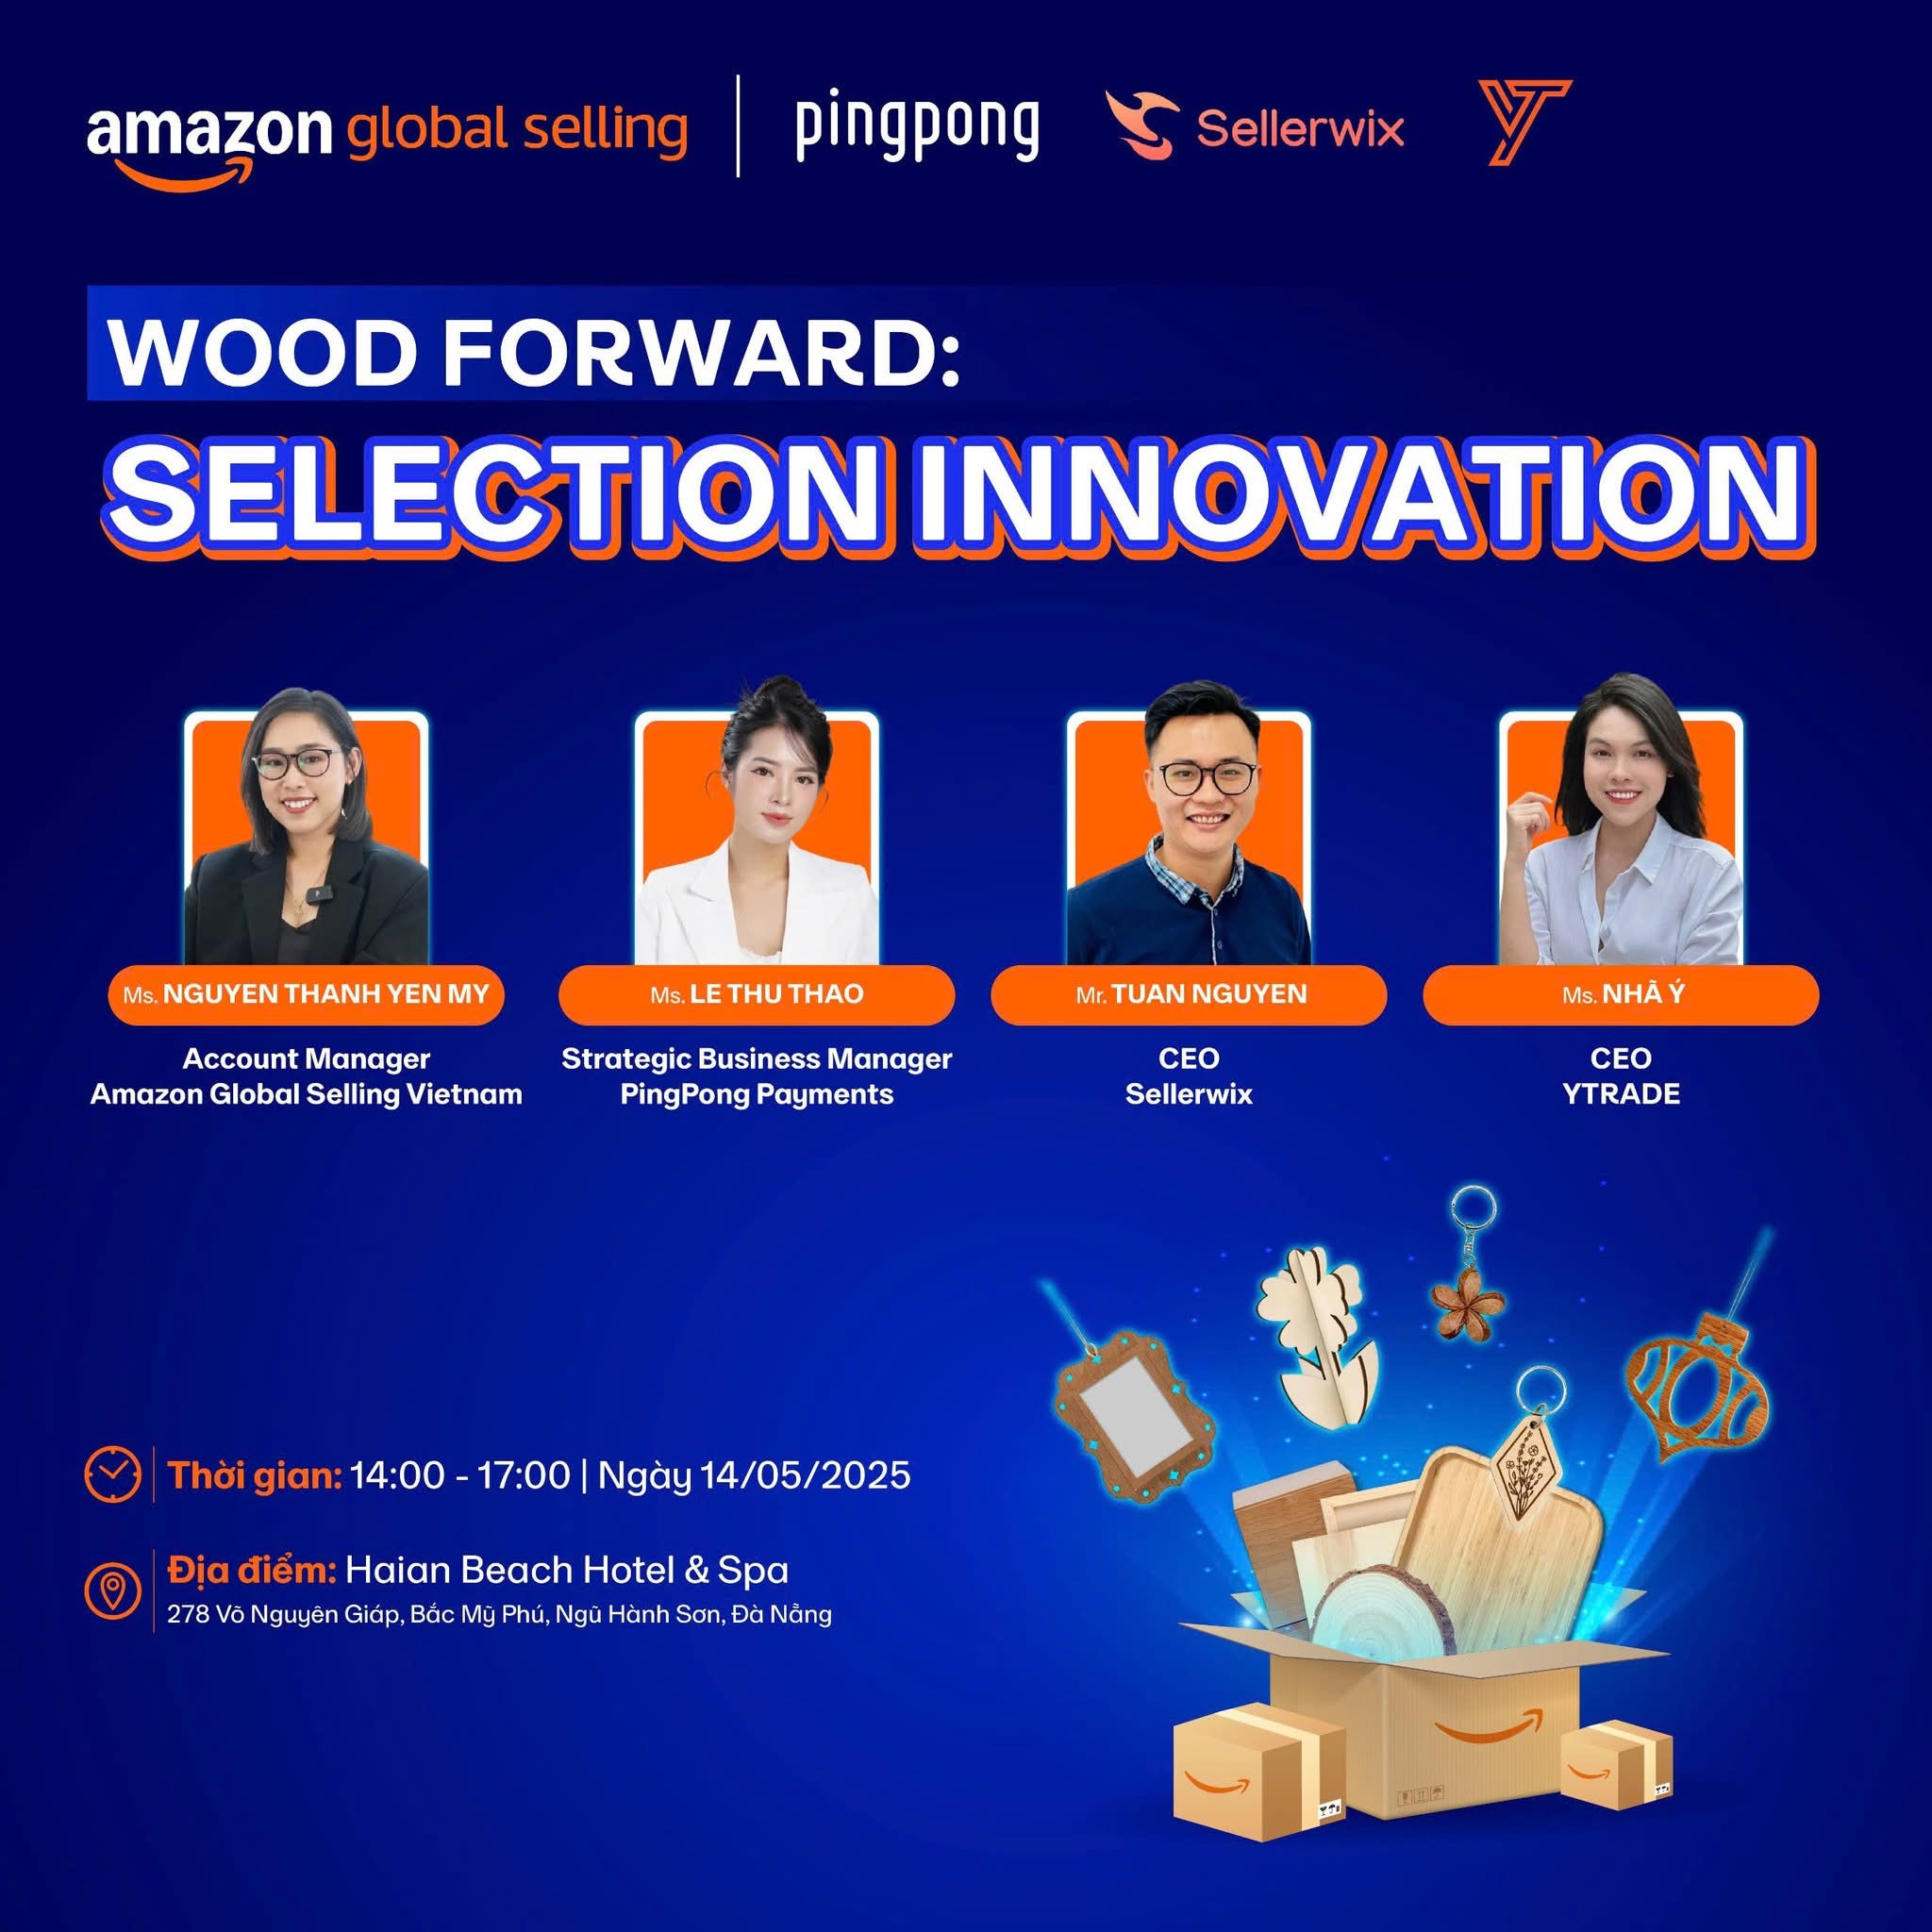 amazon global selling
pingpong
Sellerwix
WOOD FORWARD:
SELECTION INNOVATION
Ms. NGUYEN THANH YEN MY
Account Manager
Amazon Global Selling Vietnam
Ms. LE THU THAO
Strategic Business Manager
PingPong Payments
Mr. TUAN NGUYEN
CEO
Sellerwix
Ms. NHÃ Ý
CEO
YTRADE
Thời gian: 14:00 - 17:00 | Ngày 14/05/2025
Địa điểm: Haian Beach Hotel & Spa
278 Võ Nguyên Giáp, Bắc Mỹ Phú, Ngũ Hành Sơn, Đà Nẵng